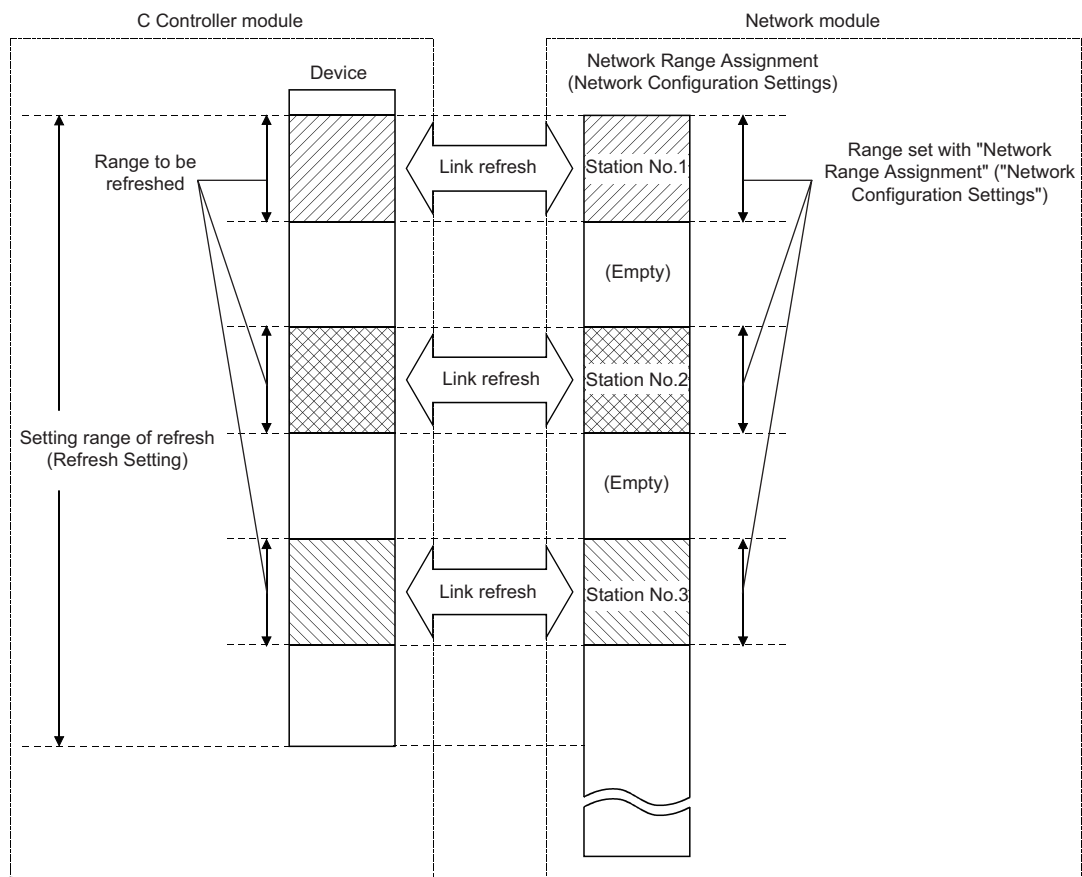 C Controller module
Network module
Device
Network Range Assignment
(Network Configuration Settings)
Range to be
refreshed
Link refresh
Station No.1
Range set with "Network
Range Assignment" ("Network
Configuration Settings")
(Empty)
Link refresh
Station No.2
Setting range of refresh
(Refresh Setting)
(Empty)
Link refresh
Station No.3